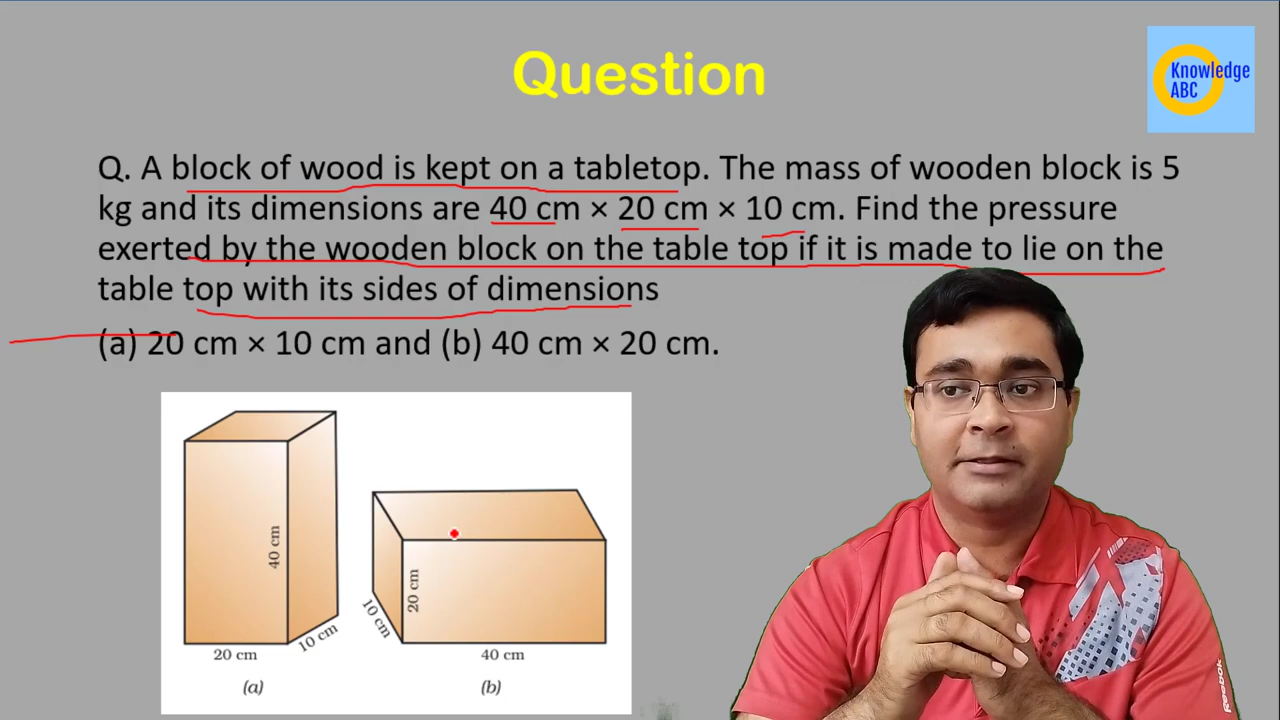 Question
Knowledge
ABC
Q. A block of wood is kept on a tabletop. The mass of wooden block is 5
kg and its dimensions are 40 cm × 20 cm × 10 cm. Find the pressure
exerted by the wooden block on the table top if it is made to lie on the
table top with its sides of dimensions
(a) 20 cm × 10 cm and (b) 40 cm × 20 cm.
40 cm
20 cm
10 cm
(a)
20 cm
10 cm
40 cm
(b)
Reebok